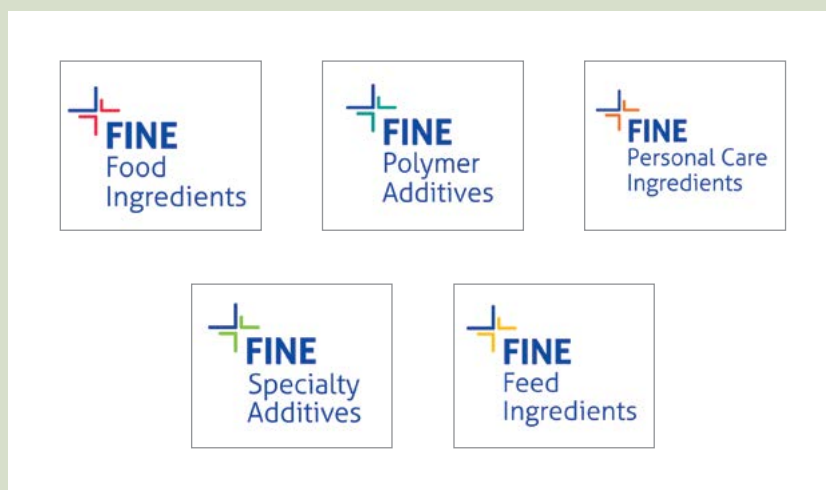 FINE
Food
Ingredients
FINE
Polymer
Additives
FINE
Personal Care
Ingredients
FINE
Specialty
Additives
FINE
Feed
Ingredients